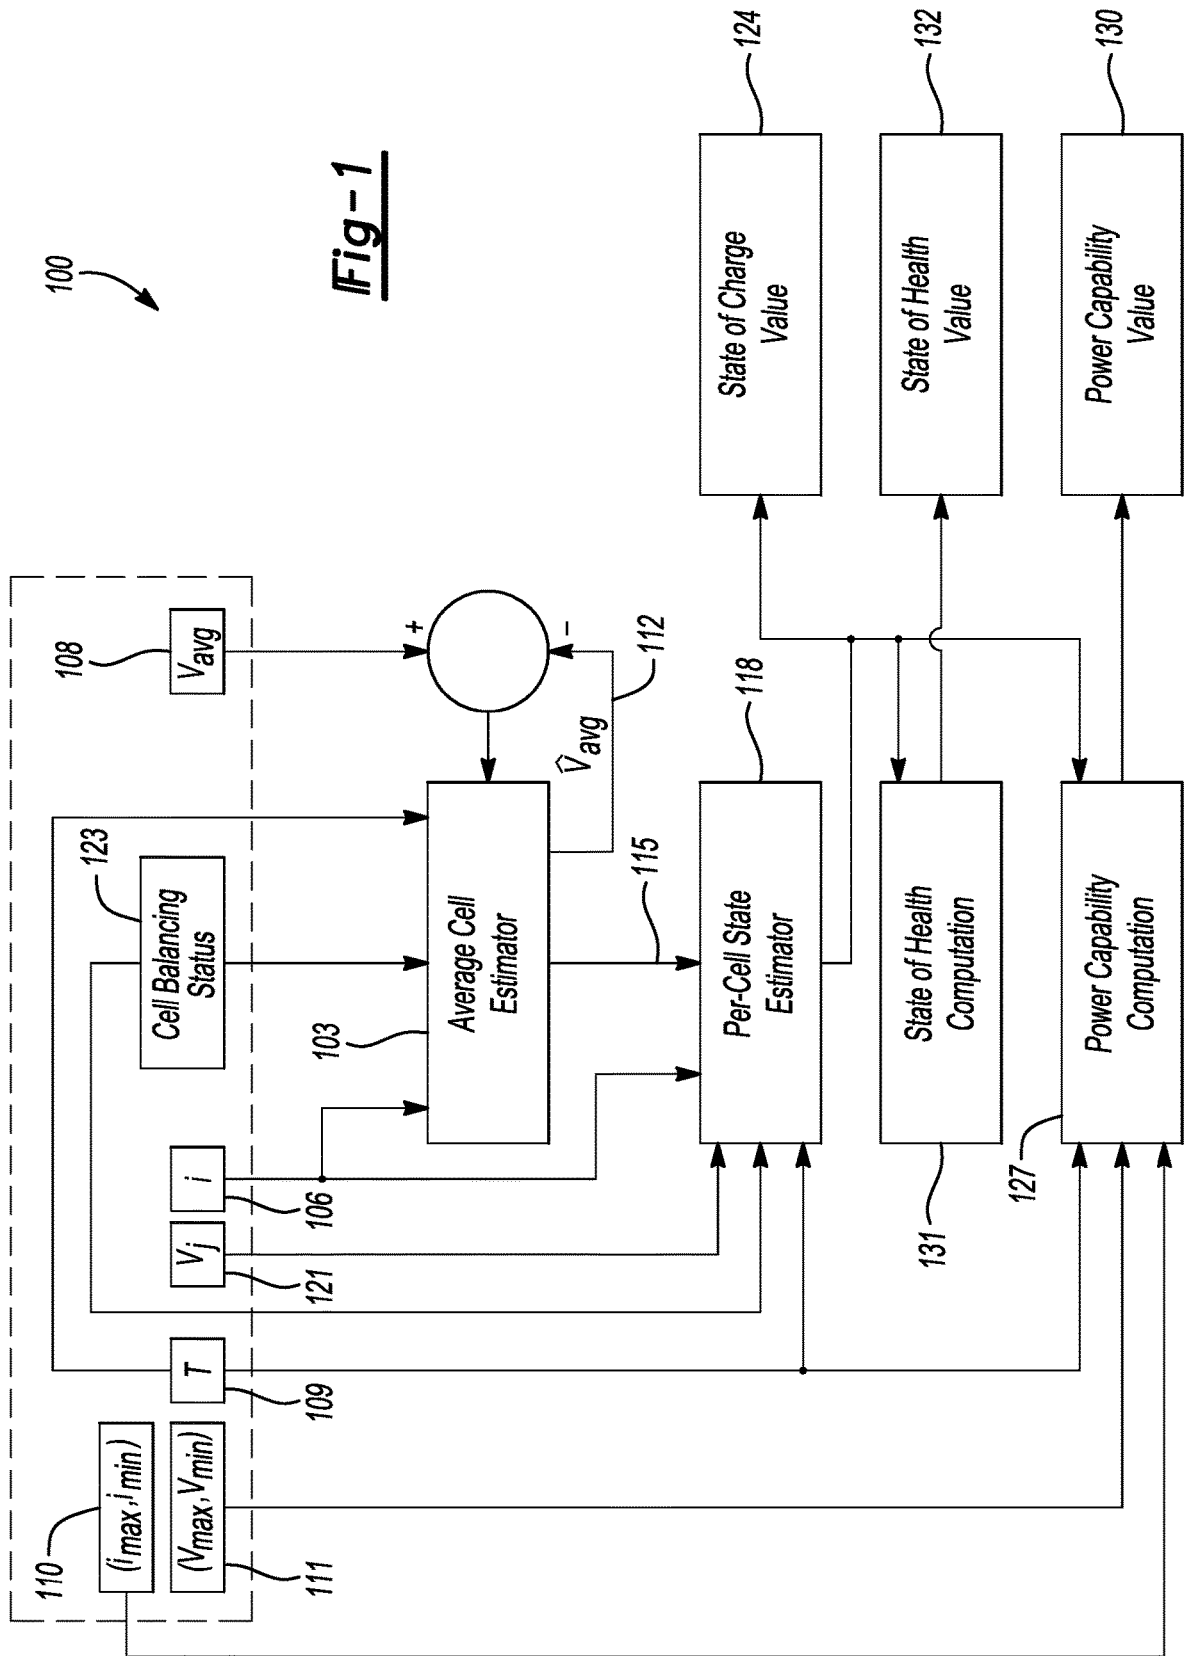 100
Fig-1
110
(i max, i min)
(Vmax, Vmin)
111
T
109
Vj
121
i
106
123
Cell Balancing
Status
108
Vavg
+
-
103
Average Cell
Estimator
V̂avg
112
115
118
Per-Cell State
Estimator
State of Charge
Value
124
131
State of Health
Computation
State of Health
Value
132
127
Power Capability
Computation
Power Capability
Value
130